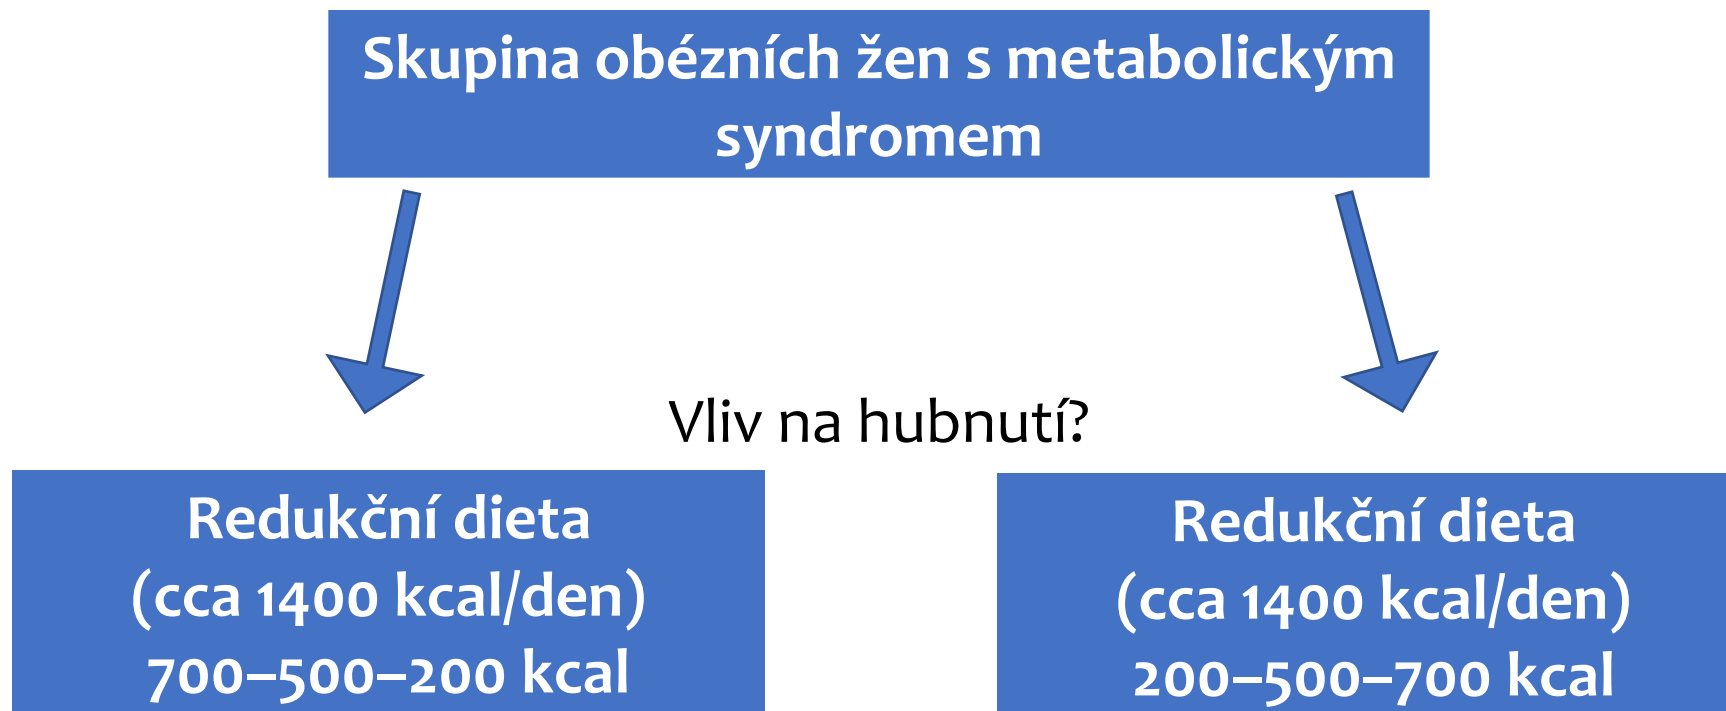 Skupina obézních žen s metabolickým
syndromem
Vliv na hubnutí?
Redukční dieta
(cca 1400 kcal/den)
700–500–200 kcal
Redukční dieta
(cca 1400 kcal/den)
200–500–700 kcal